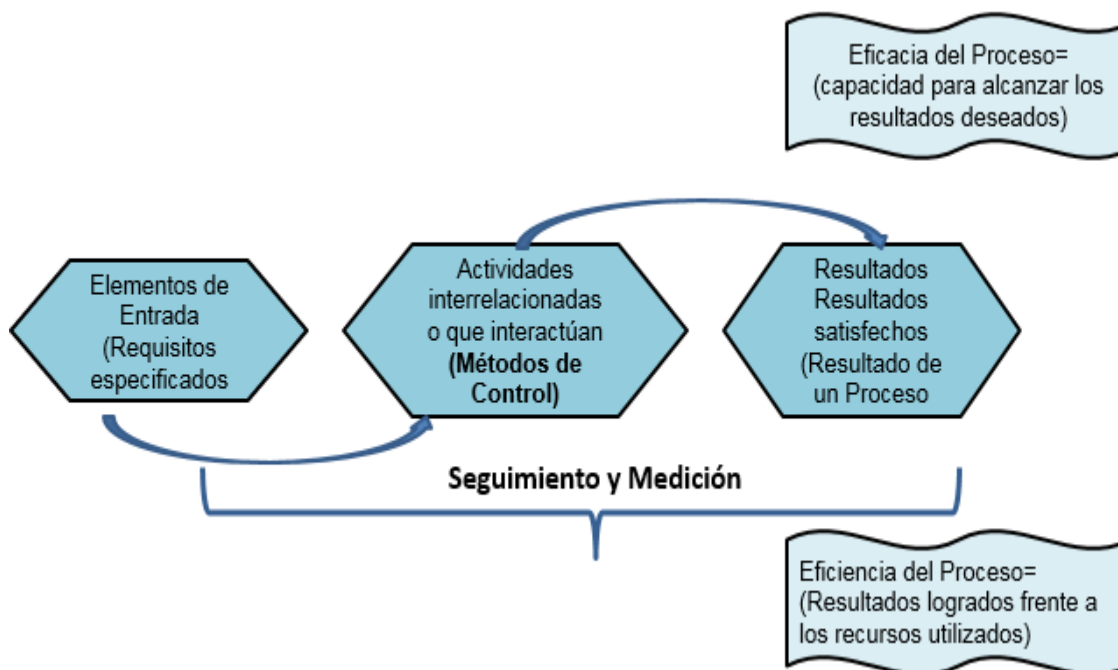 Eficacia del Proceso=
(capacidad para alcanzar los
resultados deseados)
Elementos de
Entrada
(Requisitos
especificados
Actividades
interrelacionadas
o que interactúan
(Métodos de
Control)
Resultados
Resultados
satisfechos
(Resultado de
un Proceso
Seguimiento y Medición
Eficiencia del Proceso=
(Resultados logrados frente a
los recursos utilizados)